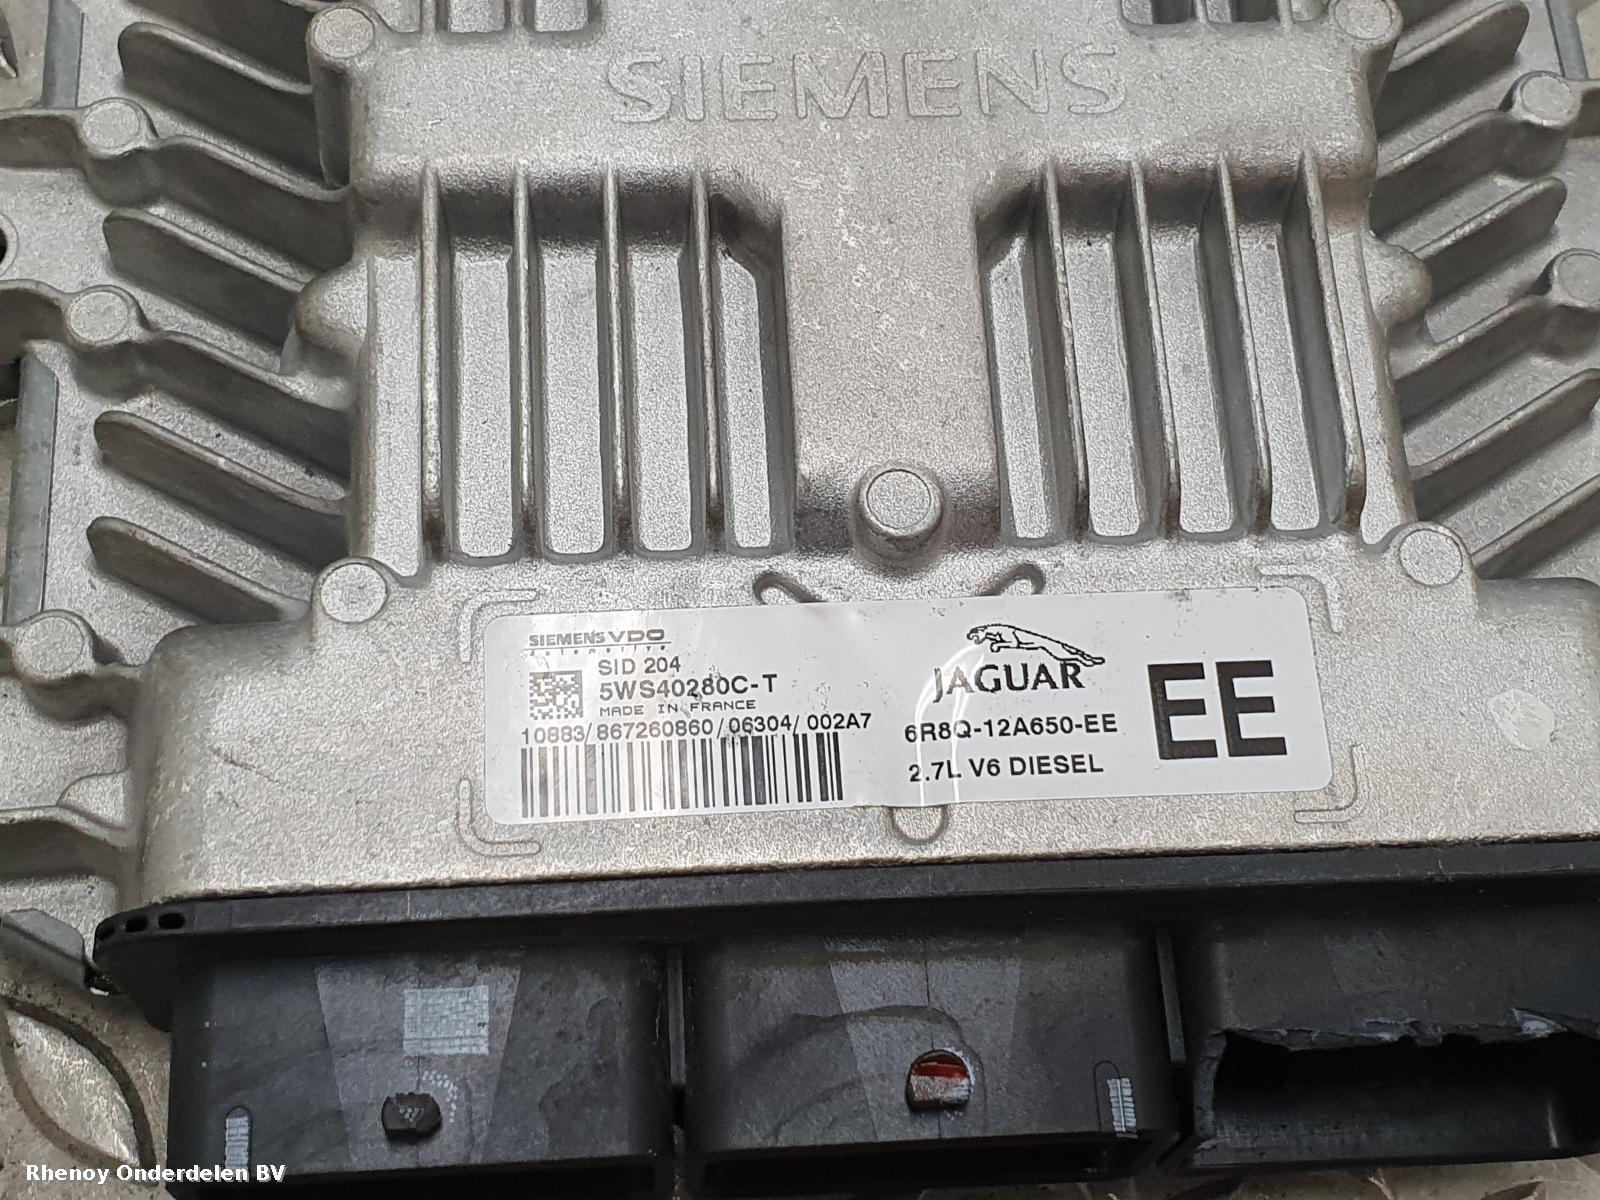 SIEMENS
SIEMENS VDO
Automotive
SID 204
5WS40280C-T
MADE IN FRANCE
10883/867260860/06304/002A7
JAGUAR
6R8Q-12A650-EE
2.7L V6 DIESEL
EE
Rhenoy Onderdelen BV